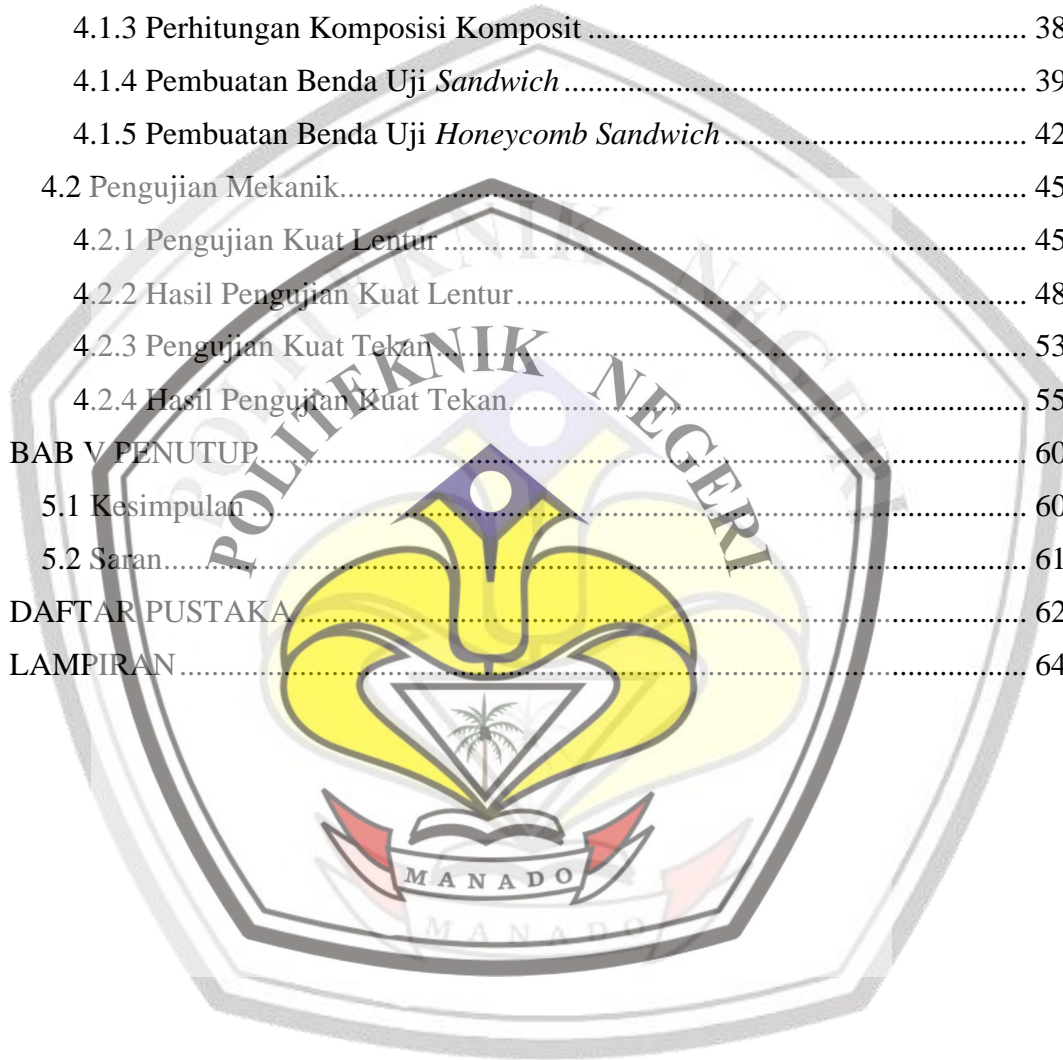 4.1.3 Perhitungan Komposisi Komposit ........................................................ 38
4.1.4 Pembuatan Benda Uji Sandwich ........................................................... 39
4.1.5 Pembuatan Benda Uji Honeycomb Sandwich ....................................... 42
4.2 Pengujian Mekanik ........................................................................................ 45
4.2.1 Pengujian Kuat Lentur .......................................................................... 45
4.2.2 Hasil Pengujian Kuat Lentur ................................................................. 48
4.2.3 Pengujian Kuat Tekan ........................................................................... 53
4.2.4 Hasil Pengujian Kuat Tekan .................................................................. 55
BAB V PENUTUP .................................................................................................. 60
5.1 Kesimpulan ................................................................................................... 60
5.2 Saran .............................................................................................................. 61
DAFTAR PUSTAKA .............................................................................................. 62
LAMPIRAN ............................................................................................................ 64
POLITEKNIK NEGERI
MANADO
POLITEKNIK NEGERI
MANADO